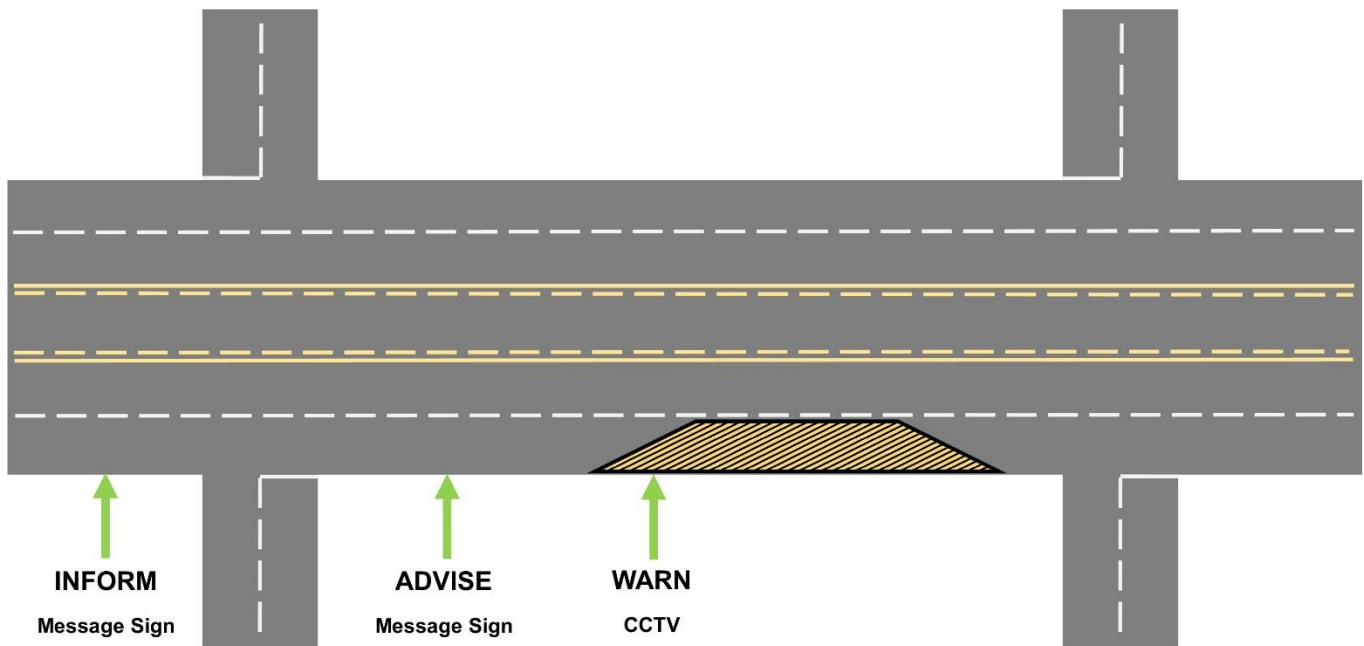 INFORM
Message Sign
ADVISE
Message Sign
WARN
CCTV